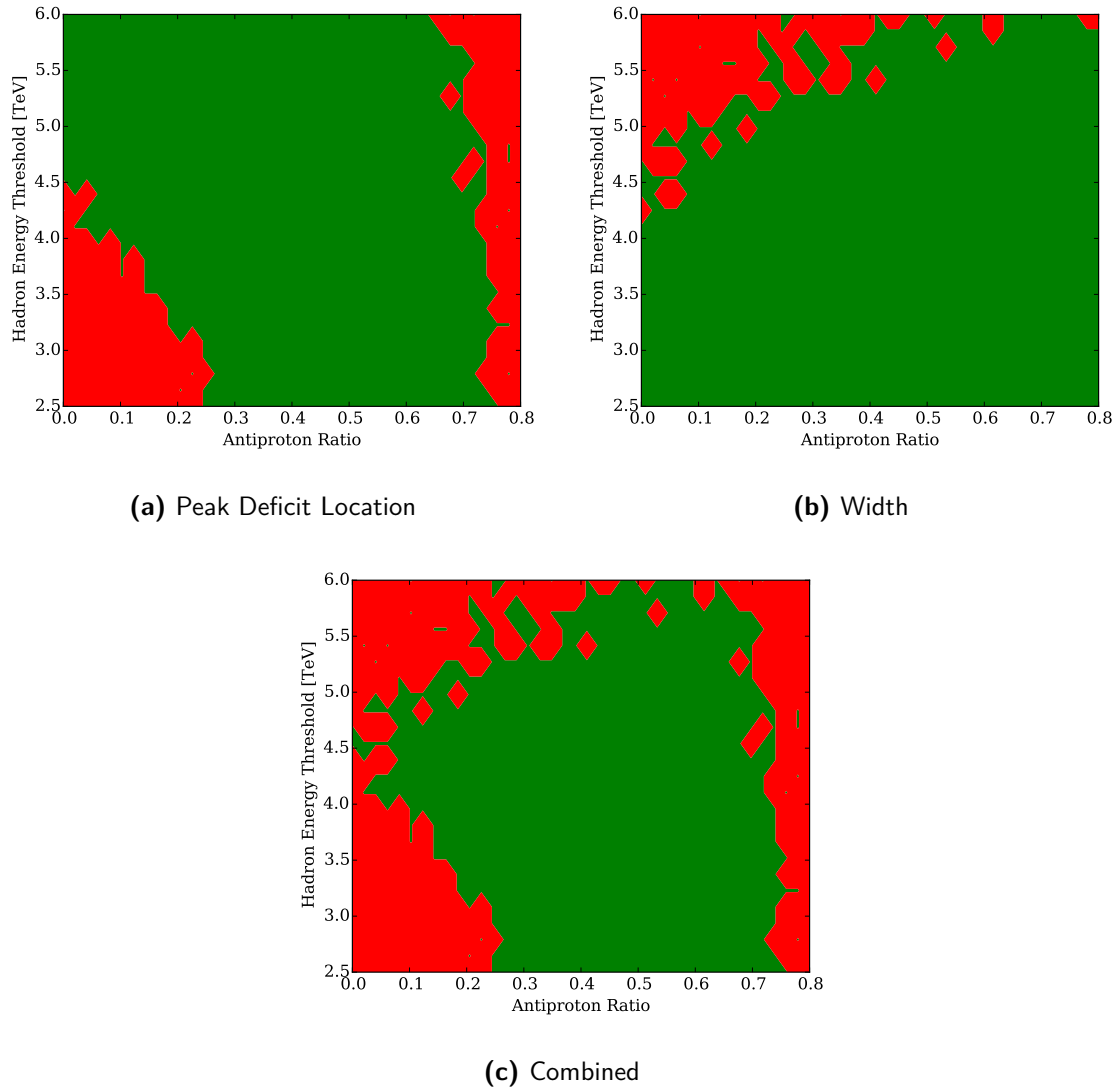 6.0
5.5
5.0
4.5
4.0
3.5
3.0
2.5
Hadron Energy Threshold [TeV]
0.0 0.1 0.2 0.3 0.4 0.5 0.6 0.7 0.8
Antiproton Ratio
(a) Peak Deficit Location
6.0
5.5
5.0
4.5
4.0
3.5
3.0
2.5
Hadron Energy Threshold [TeV]
0.0 0.1 0.2 0.3 0.4 0.5 0.6 0.7 0.8
Antiproton Ratio
(b) Width
6.0
5.5
5.0
4.5
4.0
3.5
3.0
2.5
Hadron Energy Threshold [TeV]
0.0 0.1 0.2 0.3 0.4 0.5 0.6 0.7 0.8
Antiproton Ratio
(c) Combined